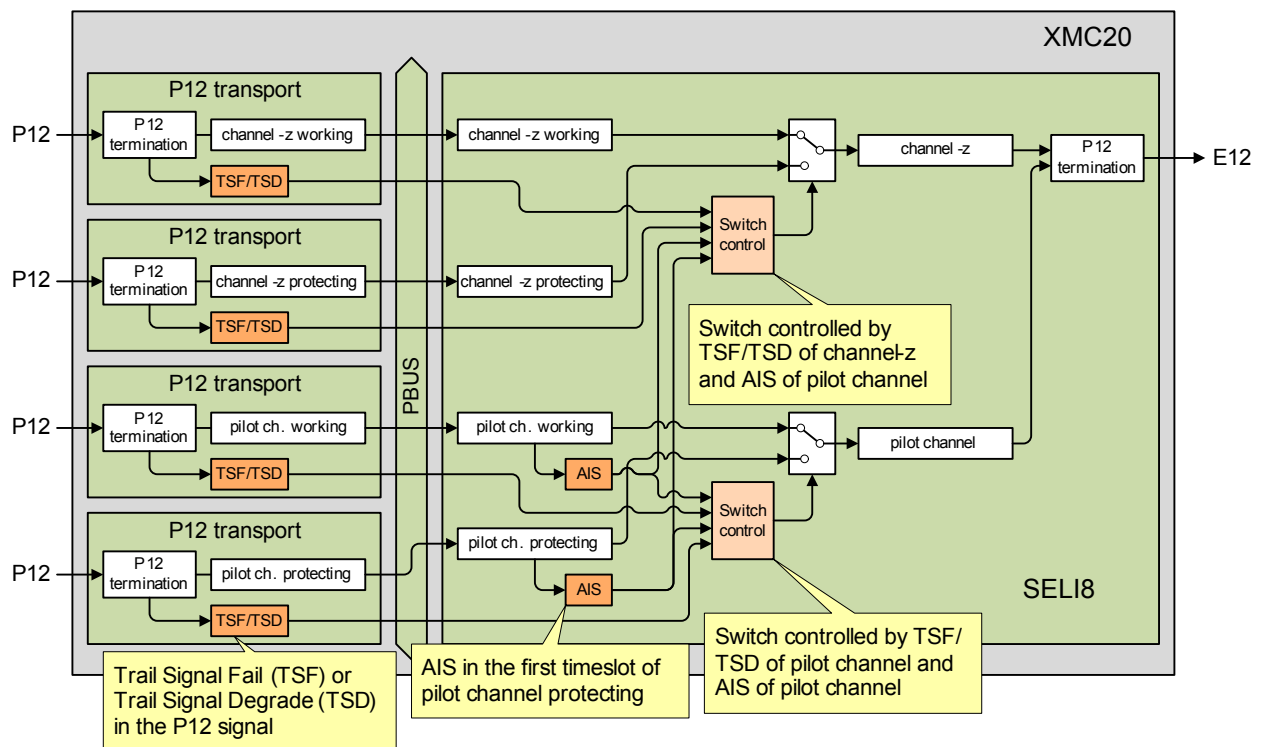 XMC20
P12 transport
P12
P12
termination
channel -z working
TSF/TSD
channel -z working
channel -z
P12
termination
E12
P12 transport
P12
P12
termination
channel -z protecting
TSF/TSD
channel -z protecting
Switch
control
Switch controlled by
TSF/TSD of channel-z
and AIS of pilot channel
PBUS
P12 transport
P12
P12
termination
pilot ch. working
TSF/TSD
pilot ch. working
AIS
pilot channel
Switch
control
P12 transport
P12
P12
termination
pilot ch. protecting
TSF/TSD
pilot ch. protecting
AIS
SELI8
Trail Signal Fail (TSF) or
Trail Signal Degrade (TSD)
in the P12 signal
AIS in the first timeslot of
pilot channel protecting
Switch controlled by TSF/
TSD of pilot channel and
AIS of pilot channel